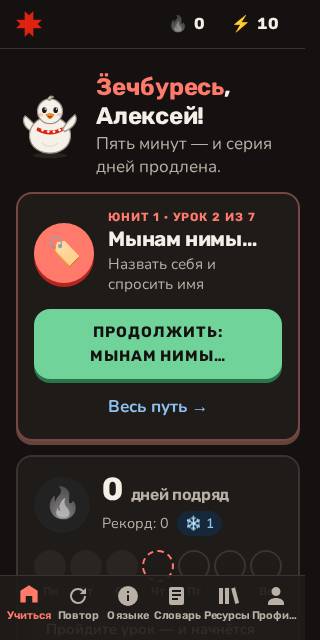 0
10
Ӟечбуресь,
Алексей!
Пять минут — и серия
дней продлена.
ЮНИТ 1 • УРОК 2 ИЗ 7
Мынам нимы…
Назвать себя и
спросить имя
ПРОДОЛЖИТЬ:
МЫНАМ НИМЫ…
Весь путь →
0 дней подряд
Рекорд: 0
1
Учиться
Повтор
О языке
Словарь
Ресурсы
Профи…